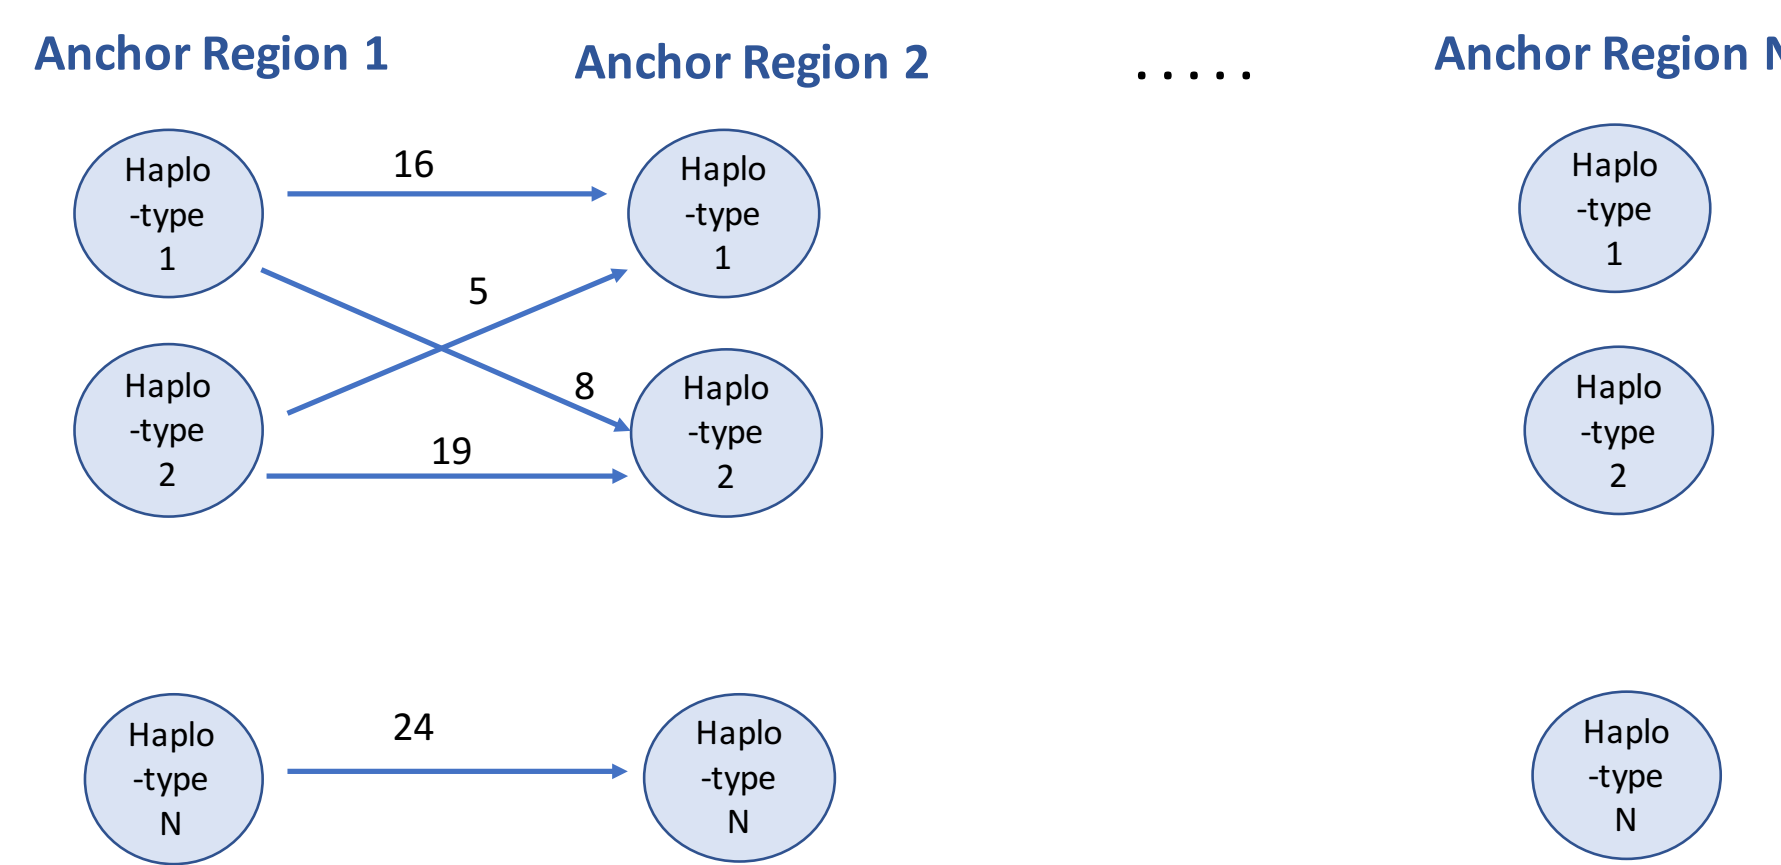 Anchor Region 1
Anchor Region 2
.....
Anchor Region N
Haplo
-type
1
16
Haplo
-type
1
Haplo
-type
1
5
Haplo
-type
2
8
19
Haplo
-type
2
Haplo
-type
2
Haplo
-type
N
24
Haplo
-type
N
Haplo
-type
N